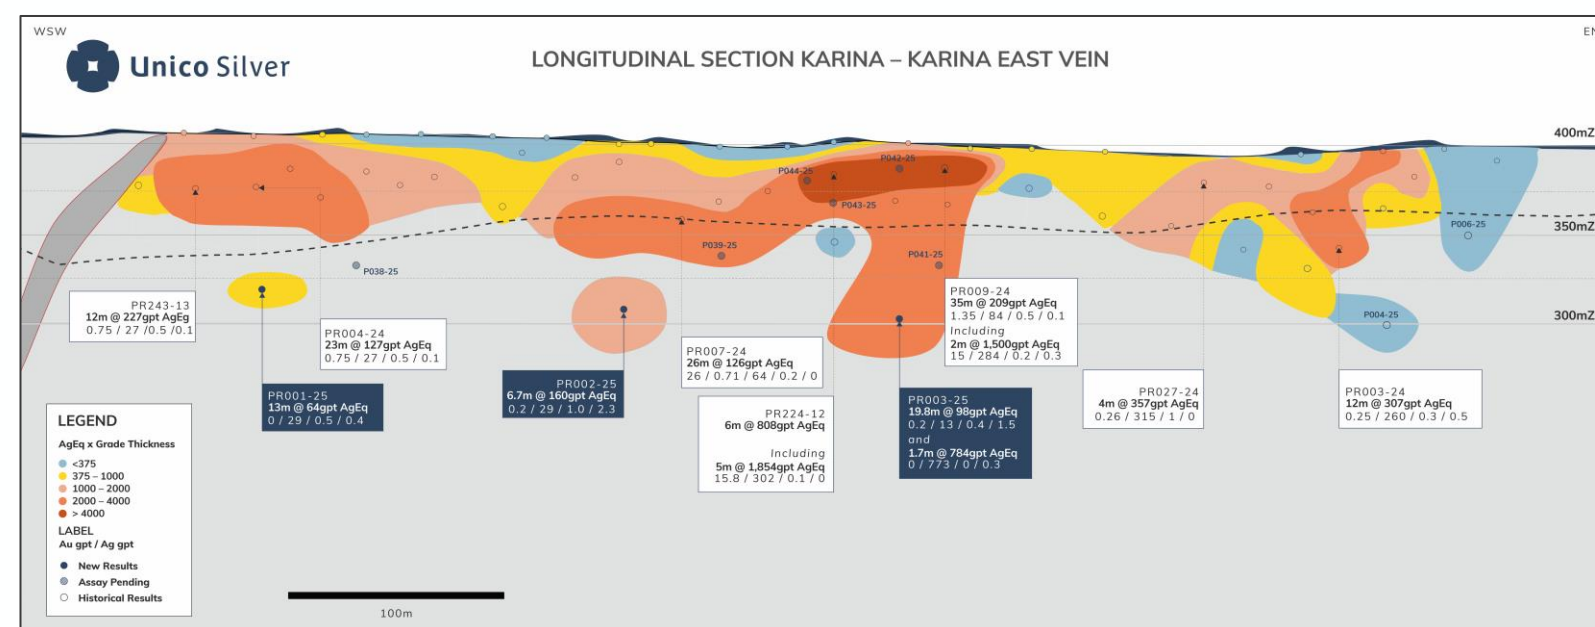 WSW
EN
Unico Silver
LONGITUDINAL SECTION KARINA – KARINA EAST VEIN
400mZ
P042-25
P044-25
P043-25
P006-25
350mZ
P039-25
P041-25
P038-25
PR243-13
12m @ 227gpt AgEg
0.75 / 27 /0.5 /0.1
PR004-24
23m @ 127gpt AgEq
0.75 / 27 / 0.5 / 0.1
PR009-24
35m @ 209gpt AgEq
1.35 / 84 / 0.5 / 0.1
Including
2m @ 1,500gpt AgEq
15 / 284 / 0.2 / 0.3
P004-25
300mZ
PR007-24
26m @ 126gpt AgEq
26 / 0.71 / 64 / 0.2 / 0
PR001-25
13m @ 64gpt AgEq
0 / 29 / 0.5 / 0.4
PR002-25
6.7m @ 160gpt AgEq
0.2 / 29 / 1.0 / 2.3
PR224-12
6m @ 808gpt AgEq
Including
5m @ 1,854gpt AgEq
15.8 / 302 / 0.1 / 0
PR003-25
19.8m @ 98gpt AgEq
0.2 / 13 / 0.4 / 1.5
and
1.7m @ 784gpt AgEq
0 / 773 / 0 / 0.3
PR027-24
4m @ 357gpt AgEq
0.26 / 315 / 1 / 0
PR003-24
12m @ 307gpt AgEq
0.25 / 260 / 0.3 / 0.5
LEGEND
AgEq x Grade Thickness
<375
375 – 1000
1000 – 2000
2000 – 4000
> 4000
LABEL
Au gpt / Ag gpt
New Results
Assay Pending
Historical Results
100m